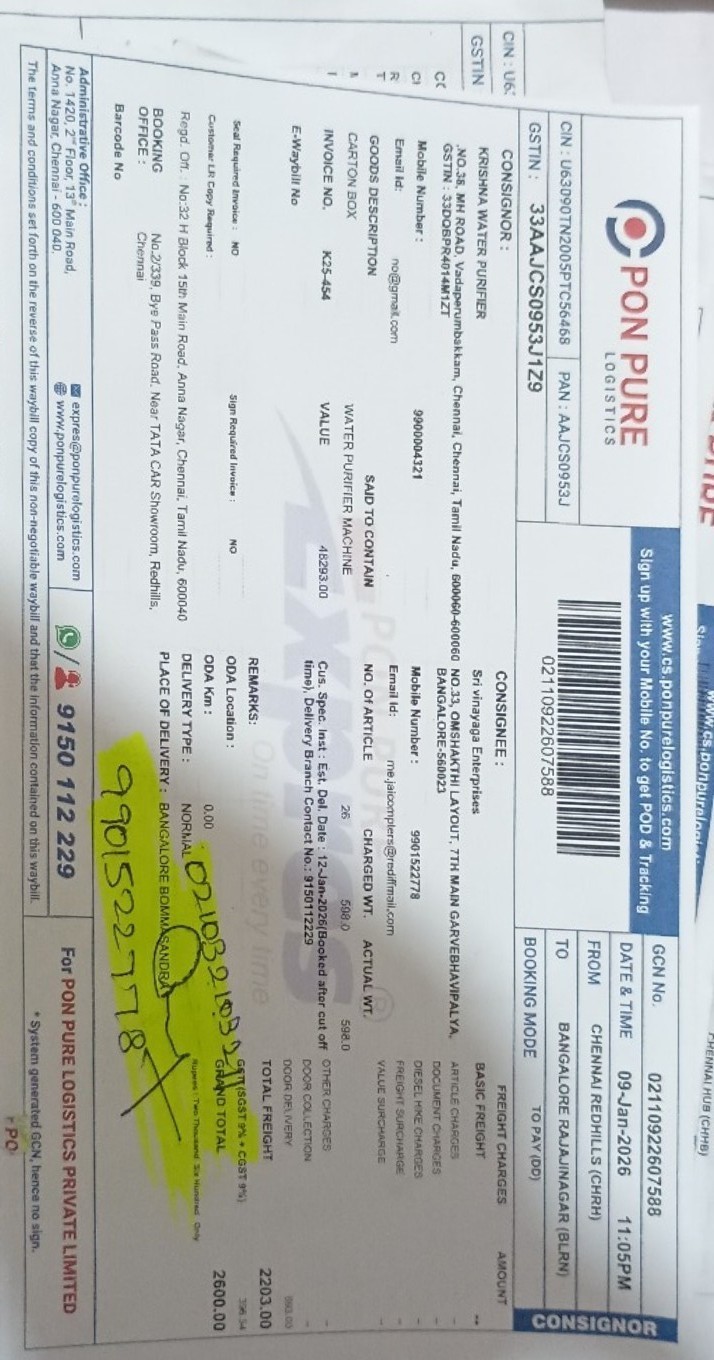 PON PURE
LOGISTICS
www.cs.ponpurelogistics.com
Sign up with your Mobile No. to get POD & Tracking
02110922607588
CIN : U63090TN2005PTC56468 PAN : AAJCS0953J
GSTIN : 33AAJCS0953J1Z9
GCN No. 02110922607588
DATE & TIME 09-Jan-2026 11:05PM
FROM CHENNAI REDHILLS (CHRH)
TO BANGALORE RAJAJINAGAR (BLRN)
BOOKING MODE TO PAY (DD)
CONSIGNOR
CONSIGNOR :
KRISHNA WATER PURIFIER
.NO.38, MH ROAD, Vadaperumbakkam, Chennai, Chennai, Tamil Nadu, 600060-600060
GSTIN : 33DOBPR4014M1ZT
Mobile Number : 9900004321
Email Id: no@gmail.com
CONSIGNEE :
Sri vinayaga Enterprises
NO.33, OMSHAKTHI LAYOUT, 7TH MAIN GARVEBHAVIPALYA,
BANGALORE-560023
Mobile Number : 9901522778
Email Id: me.jaicomplers@rediffmail.com
GOODS DESCRIPTION SAID TO CONTAIN NO. Of ARTICLE CHARGED WT. ACTUAL WT.
CARTON BOX WATER PURIFIER MACHINE 26 598.0 598.0
INVOICE NO. K25-454 VALUE 48293.00
Cus. Spec. Inst : Est. Del. Date : 12-Jan-2026(Booked after cut off
time), Delivery Branch Contact No.: 9150112229
E-Waybill No
FREIGHT CHARGES AMOUNT
BASIC FREIGHT --
ARTICLE CHARGES
DOCUMENT CHARGES
DIESEL HIKE CHARGES
FREIGHT SURCHARGE
VALUE SURCHARGE
OTHER CHARGES
DOOR COLLECTION
DOOR DELIVERY
TOTAL FREIGHT 2203.00
GST (SGST 9% + CGST 9%) 396.54
GRAND TOTAL 2600.00
Rupees : Two Thousand Six Hundred Only
Express
On time every time
REMARKS:
Seal Required Invoice : NO Sign Required Invoice : NO
Customer LR Copy Required :
ODA Location :
ODA Km : 0.00
Regd. Off. : No:32 H Block 15th Main Road, Anna Nagar, Chennai, Tamil Nadu, 600040
DELIVERY TYPE : NORMAL
BOOKING OFFICE : No.2/339, Bye Pass Road, Near TATA CAR Showroom, Redhills,
Chennai
PLACE OF DELIVERY : BANGALORE BOMMASANDRA
9901522778
Barcode No
Administrative Office :
No. 1420, 2nd Floor, 13th Main Road,
Anna Nagar, Chennai - 600 040.
expres@ponpurelogistics.com
www.ponpurelogistics.com
9150 112 229
For PON PURE LOGISTICS PRIVATE LIMITED
The terms and conditions set forth on the reverse of this waybill copy of this non-negotiable waybill and that the information contained on this waybill.
* System generated GCN, hence no sign.
CIN : U63
GSTIN
www.cs.ponpurelogist